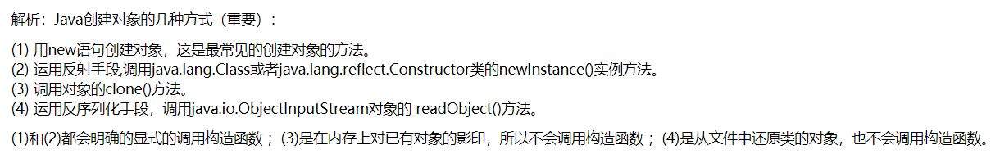 解析：Java创建对象的几种方式（重要）：
(1) 用new语句创建对象，这是最常见的创建对象的方法。
(2) 运用反射手段,调用java.lang.Class或者java.lang.reflect.Constructor类的newInstance()实例方法。
(3) 调用对象的clone()方法。
(4) 运用反序列化手段，调用java.io.ObjectInputStream对象的 readObject()方法。
(1)和(2)都会明确的显式的调用构造函数 ；(3)是在内存上对已有对象的影印，所以不会调用构造函数 ；(4)是从文件中还原类的对象，也不会调用构造函数。